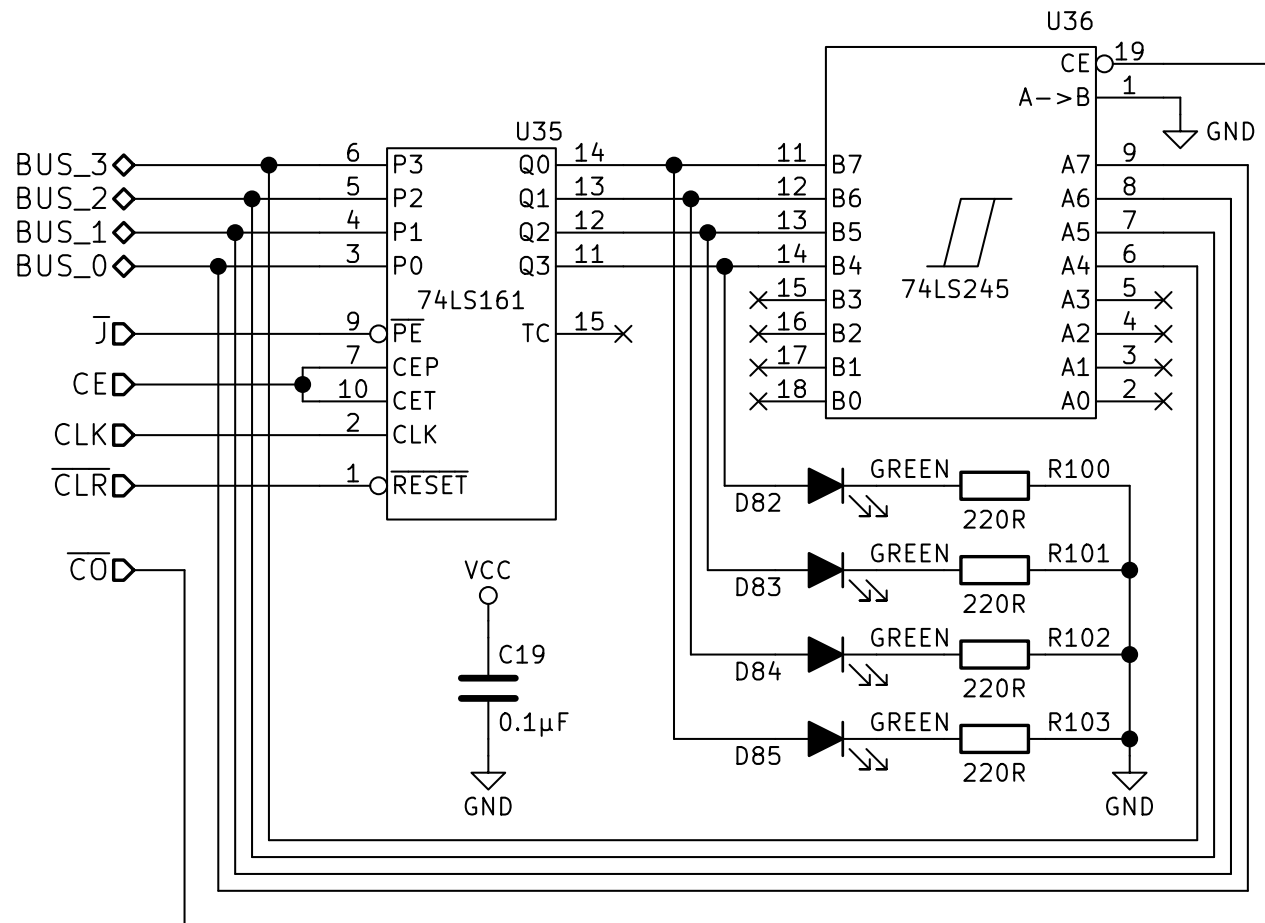 U36
CE 19
A->B 1
GND
U35
BUS_3 6 P3 Q0 14 11 B7 A7 9
BUS_2 5 P2 Q1 13 12 B6 A6 8
BUS_1 4 P1 Q2 12 13 B5 A5 7
BUS_0 3 P0 Q3 11 14 B4 A4 6
74LS161 74LS245
15 B3 A3 5
J 9 PE TC 15 16 B2 A2 4
7 CEP 17 B1 A1 3
CE
10 CET 18 B0 A0 2
CLK 2 CLK
CLR 1 RESET
GREEN R100
D82 220R
CO
GREEN R101
D83 220R
VCC
C19
0.1µF
GND
GREEN R102
D84 220R
GREEN R103
D85 220R
GND